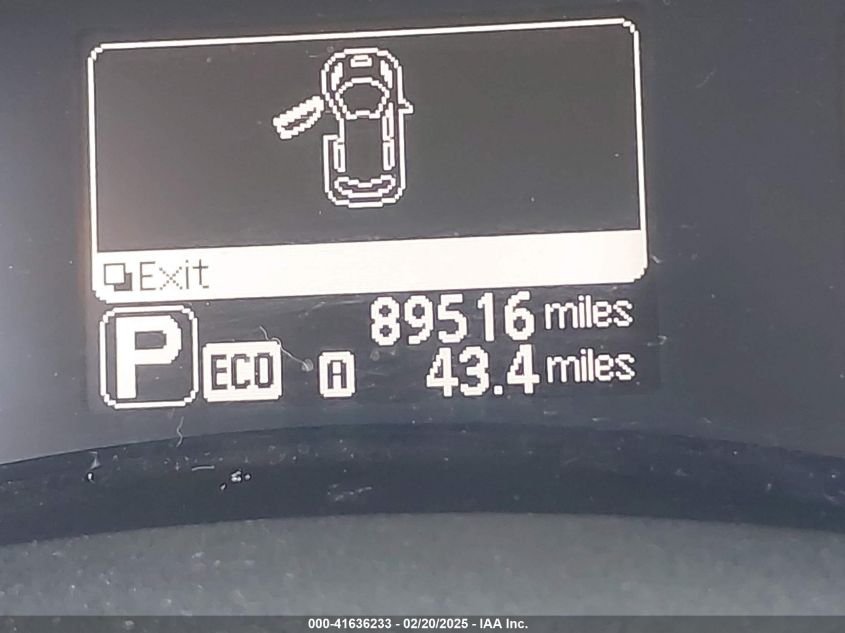 Exit
89516 miles
P ECO A 43.4 miles
000-41636233 - 02/20/2025 - IAA Inc.